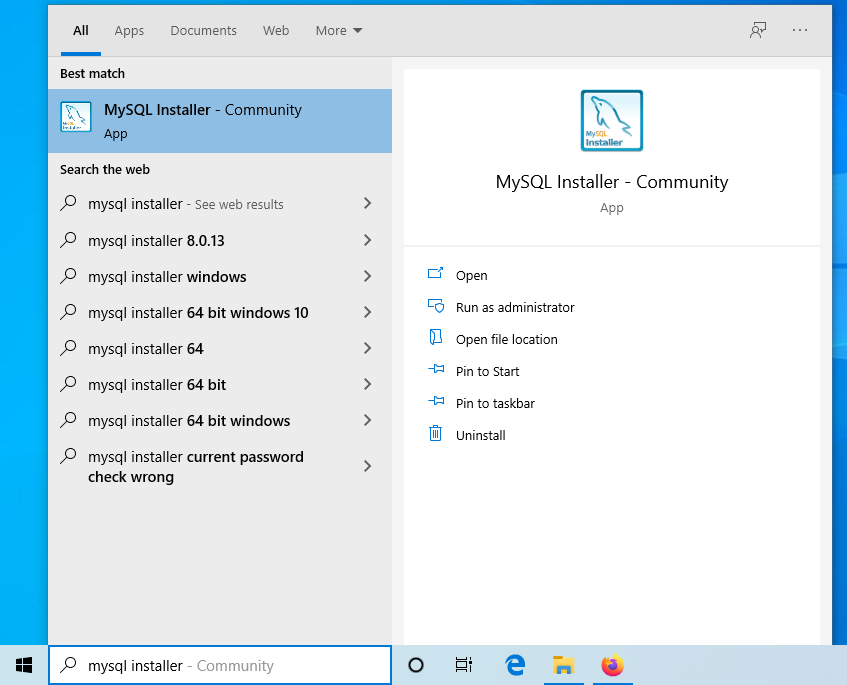 All Apps Documents Web More
Best match
MySQL Installer - Community
App
Search the web
mysql installer - See web results
mysql installer 8.0.13
mysql installer windows
mysql installer 64 bit windows 10
mysql installer 64
mysql installer 64 bit
mysql installer 64 bit windows
mysql installer current password
check wrong
MySQL
Installer
MySQL Installer - Community
App
Open
Run as administrator
Open file location
Pin to Start
Pin to taskbar
Uninstall
mysql installer - Community